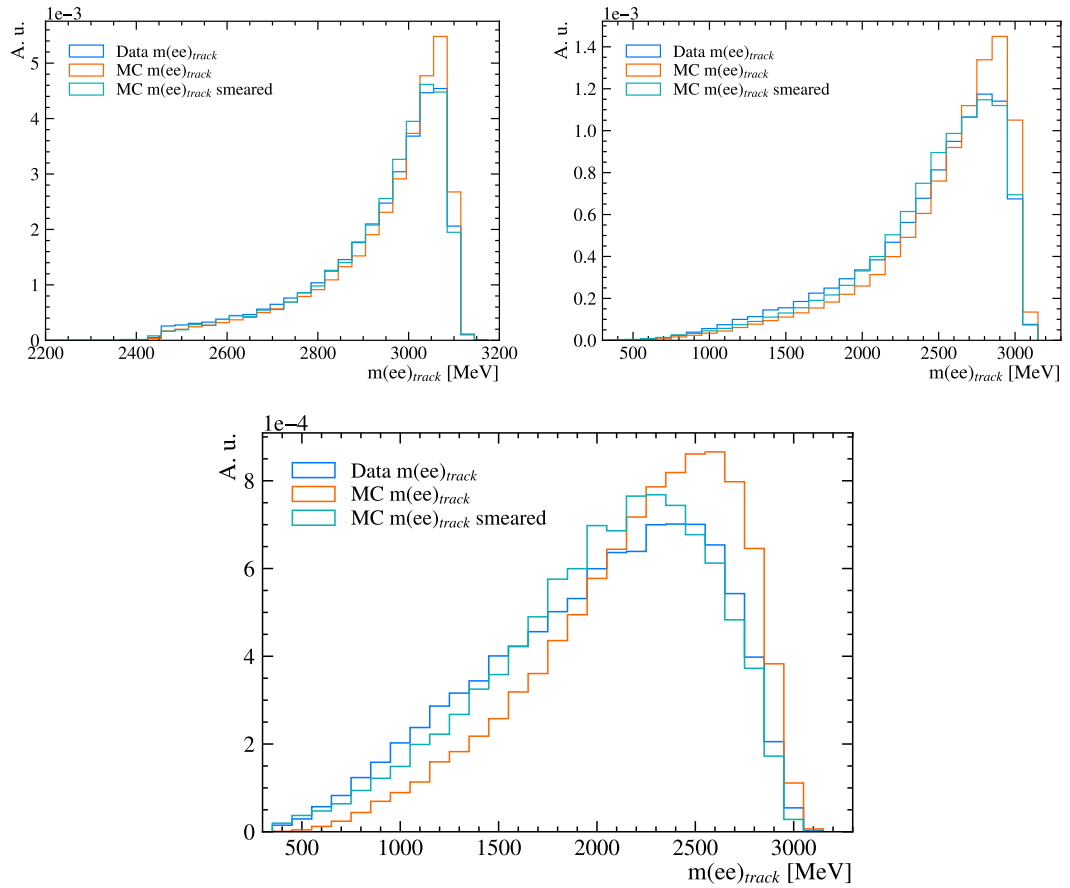 1e−3
A. u.
Data m(ee)track
MC m(ee)track
MC m(ee)track smeared
5
4
3
2
1
0
2200 2400 2600 2800 3000 3200
m(ee)track [MeV]
1e−3
A. u.
Data m(ee)track
MC m(ee)track
MC m(ee)track smeared
1.4
1.2
1.0
0.8
0.6
0.4
0.2
0.0
500 1000 1500 2000 2500 3000
m(ee)track [MeV]
1e−4
A. u.
Data m(ee)track
MC m(ee)track
MC m(ee)track smeared
8
6
4
2
0
500 1000 1500 2000 2500 3000
m(ee)track [MeV]